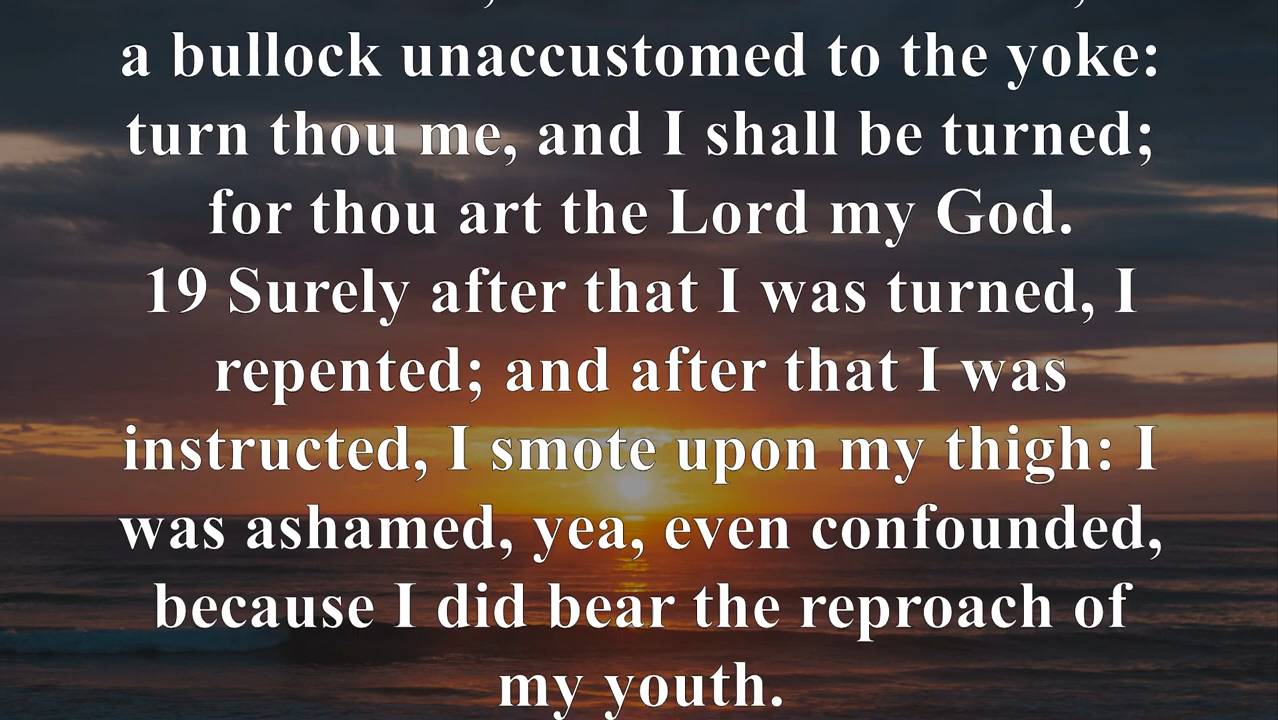 a bullock unaccustomed to the yoke:
turn thou me, and I shall be turned;
for thou art the Lord my God.
19 Surely after that I was turned, I
repented; and after that I was
instructed, I smote upon my thigh: I
was ashamed, yea, even confounded,
because I did bear the reproach of
my youth.